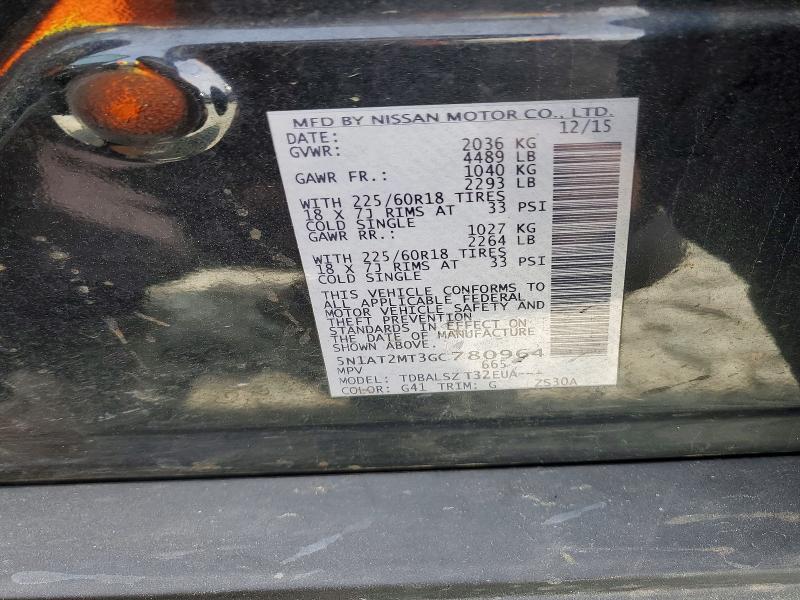 MFD BY NISSAN MOTOR CO., LTD.
DATE: 12/15
GVWR: 2036 KG
4489 LB
GAWR FR.: 1040 KG
2293 LB
WITH 225/60R18 TIRES
18 X 7J RIMS AT 33 PSI
COLD SINGLE
GAWR RR.: 1027 KG
2264 LB
WITH 225/60R18 TIRES
18 X 7J RIMS AT 33 PSI
COLD SINGLE
THIS VEHICLE CONFORMS TO
ALL APPLICABLE FEDERAL
MOTOR VEHICLE SAFETY AND
THEFT PREVENTION
STANDARDS IN EFFECT ON
THE DATE OF MANUFACTURE
SHOWN ABOVE.
5N1AT2MT3GC780964
MPV 665
MODEL: TDBALSZ T32EUA---
COLOR: G41 TRIM: G ZS30A